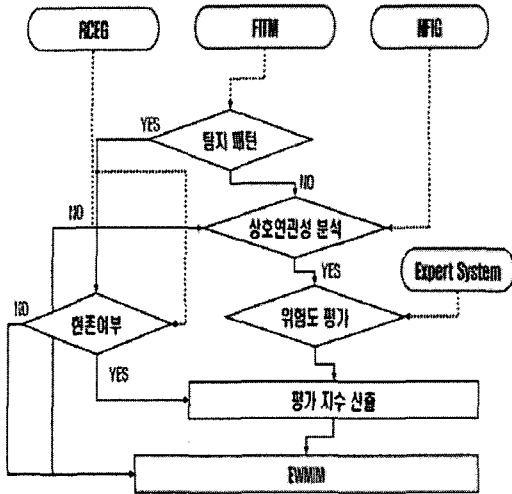 RCEG
FITM
NFIG
YES
탐지 패턴
NO
NO
상호연관성 분석
YES
Expert System
NO
현존여부
위험도 평가
YES
평가 지수 산출
EWMIM